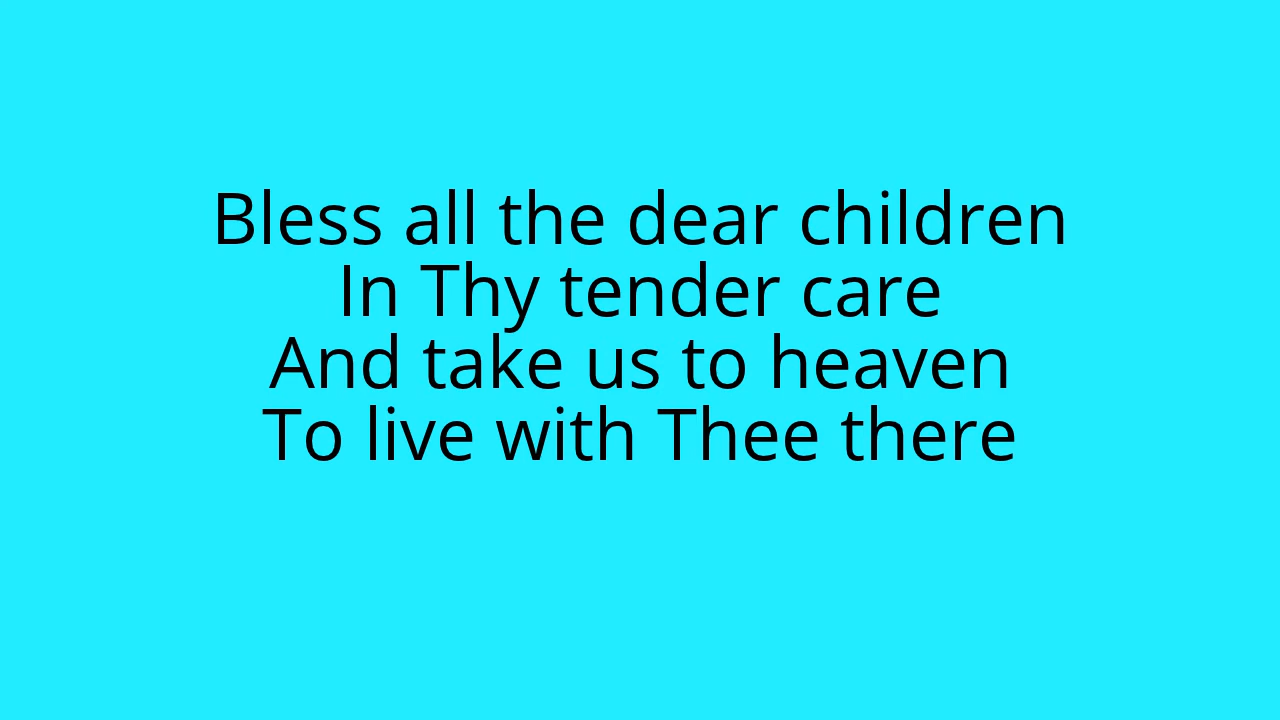 Bless all the dear children
In Thy tender care
And take us to heaven
To live with Thee there